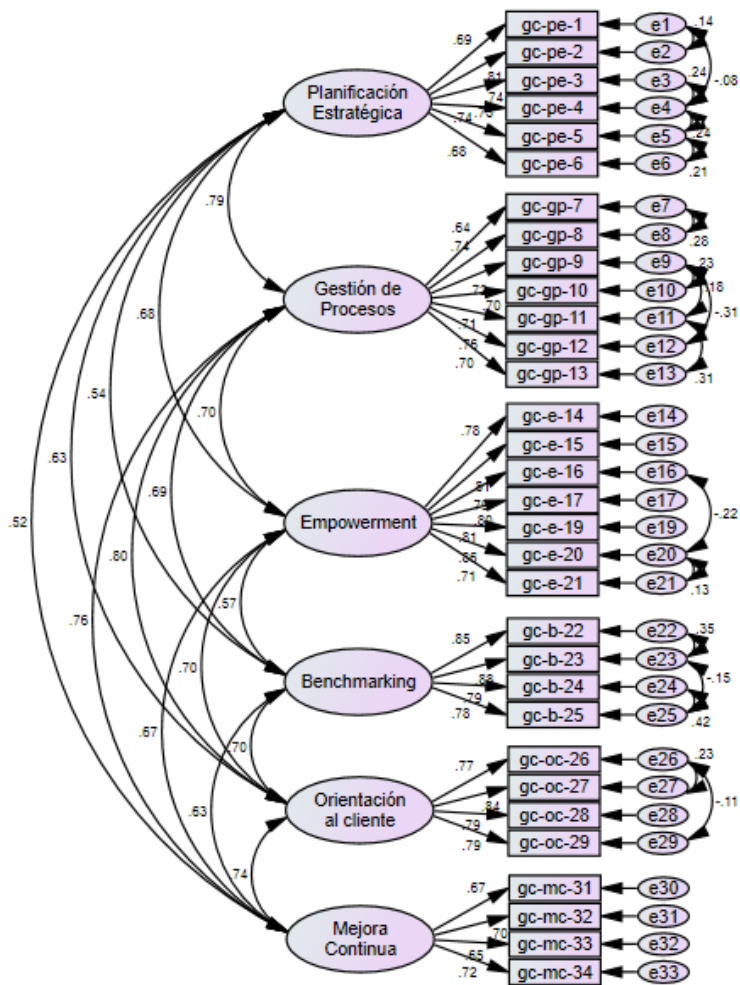 Planificación
Estratégica
gc-pe-1
gc-pe-2
gc-pe-3
gc-pe-4
gc-pe-5
gc-pe-6
e1
e2
e3
e4
e5
e6
.69
.81
.74
.74
.68
.14
.24
-.08
.24
.21
.79
Gestión de
Procesos
gc-gp-7
gc-gp-8
gc-gp-9
gc-gp-10
gc-gp-11
gc-gp-12
gc-gp-13
e7
e8
e9
e10
e11
e12
e13
.64
.74
.70
.71
.76
.70
.28
.23
.18
-.31
.31
.68
.54
.63
.52
.70
.69
.80
.76
Empowerment
gc-e-14
gc-e-15
gc-e-16
gc-e-17
gc-e-19
gc-e-20
gc-e-21
e14
e15
e16
e17
e19
e20
e21
.78
.81
.80
.81
.71
-.22
.13
.57
.70
.67
Benchmarking
gc-b-22
gc-b-23
gc-b-24
gc-b-25
e22
e23
e24
e25
.85
.88
.79
.78
.35
-.15
.42
.70
.63
Orientación
al cliente
gc-oc-26
gc-oc-27
gc-oc-28
gc-oc-29
e26
e27
e28
e29
.77
.84
.79
.79
.23
-.11
.74
Mejora
Continua
gc-mc-31
gc-mc-32
gc-mc-33
gc-mc-34
e30
e31
e32
e33
.67
.70
.65
.72